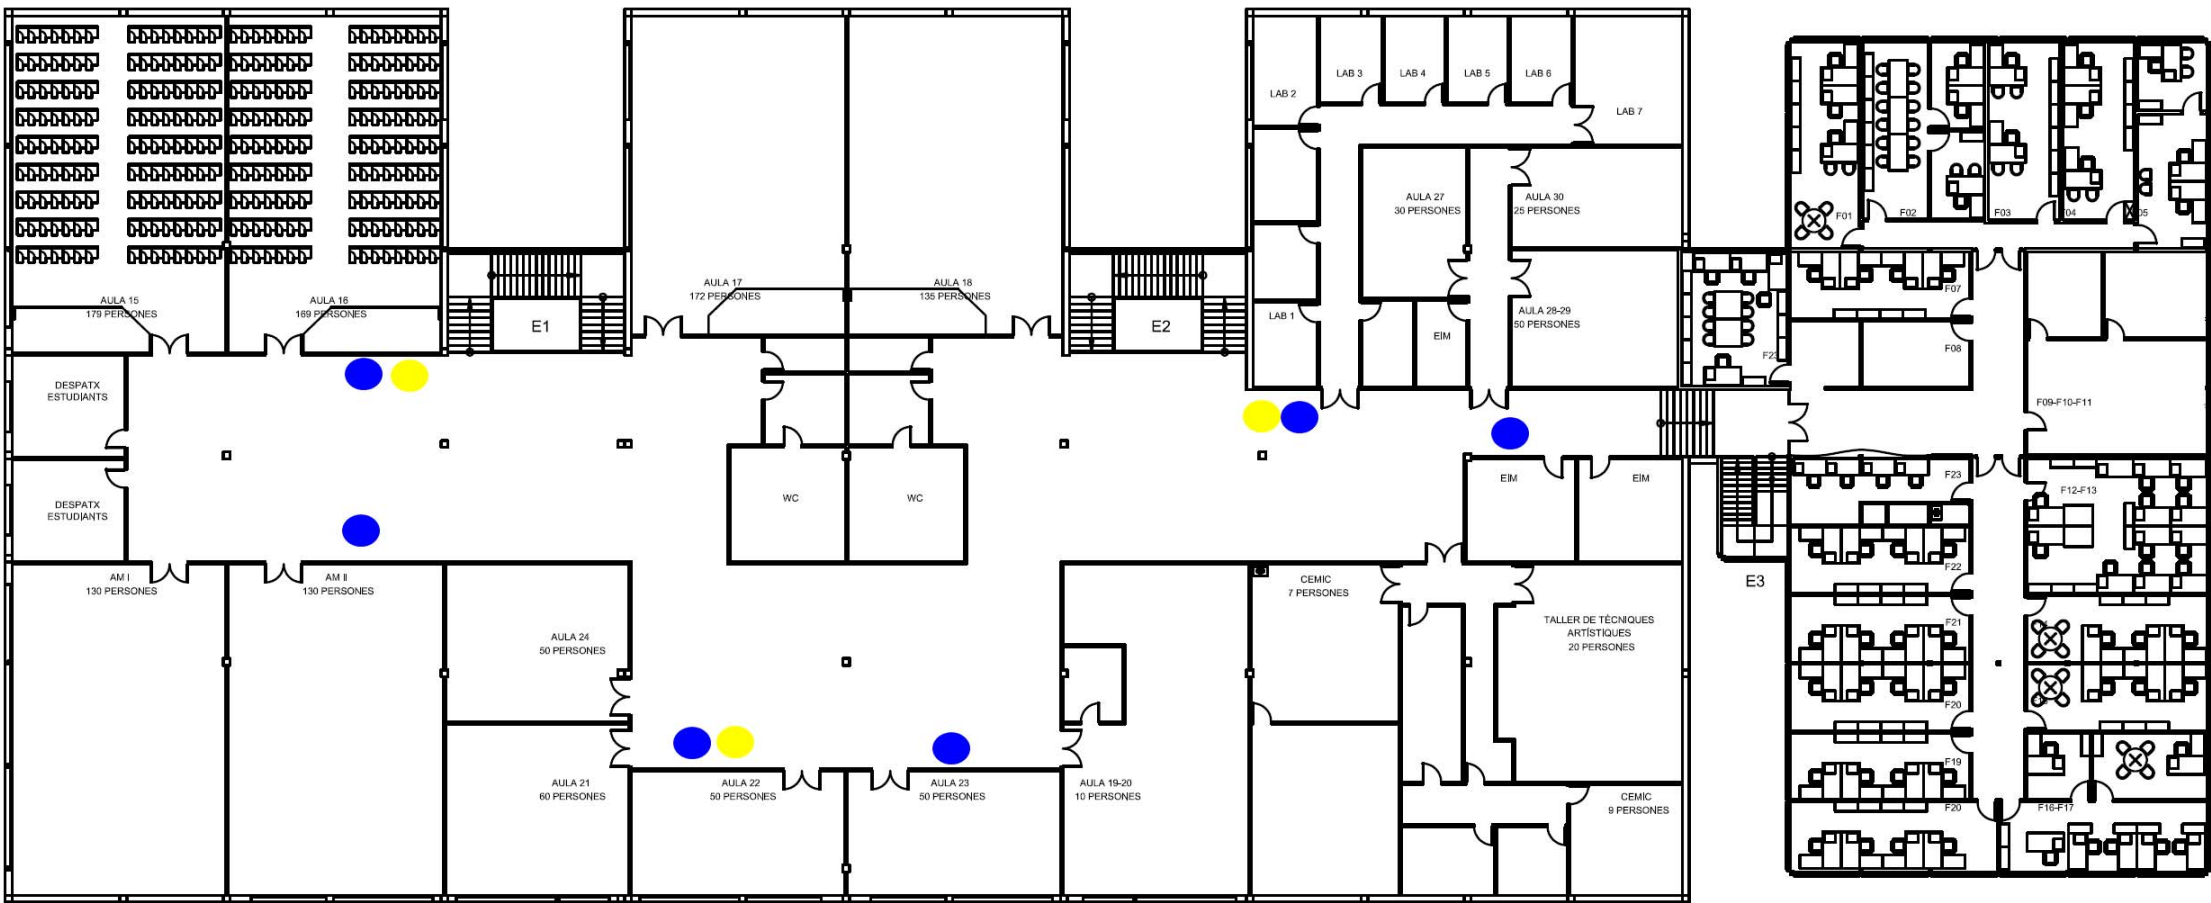 LAB 3
LAB 4
LAB 5
LAB 6
LAB 2
LAB 7
AULA 27
30 PERSONES
AULA 30
25 PERSONES
F01
F02
F03
F04
F05
AULA 15
179 PERSONES
AULA 16
169 PERSONES
E1
AULA 17
172 PERSONES
AULA 18
135 PERSONES
E2
LAB 1
EIM
AULA 28-29
50 PERSONES
F23
F07
F08
DESPATX
ESTUDIANTS
F09-F10-F11
DESPATX
ESTUDIANTS
WC
WC
EIM
EIM
F23
F12-F13
AM I
130 PERSONES
AM II
130 PERSONES
CEMIC
7 PERSONES
E3
F22
AULA 24
50 PERSONES
TALLER DE TÈCNIQUES
ARTÍSTIQUES
20 PERSONES
F21
F20
AULA 21
60 PERSONES
AULA 22
50 PERSONES
AULA 23
50 PERSONES
AULA 19-20
10 PERSONES
CEMIC
9 PERSONES
F19
F20
F16-F17